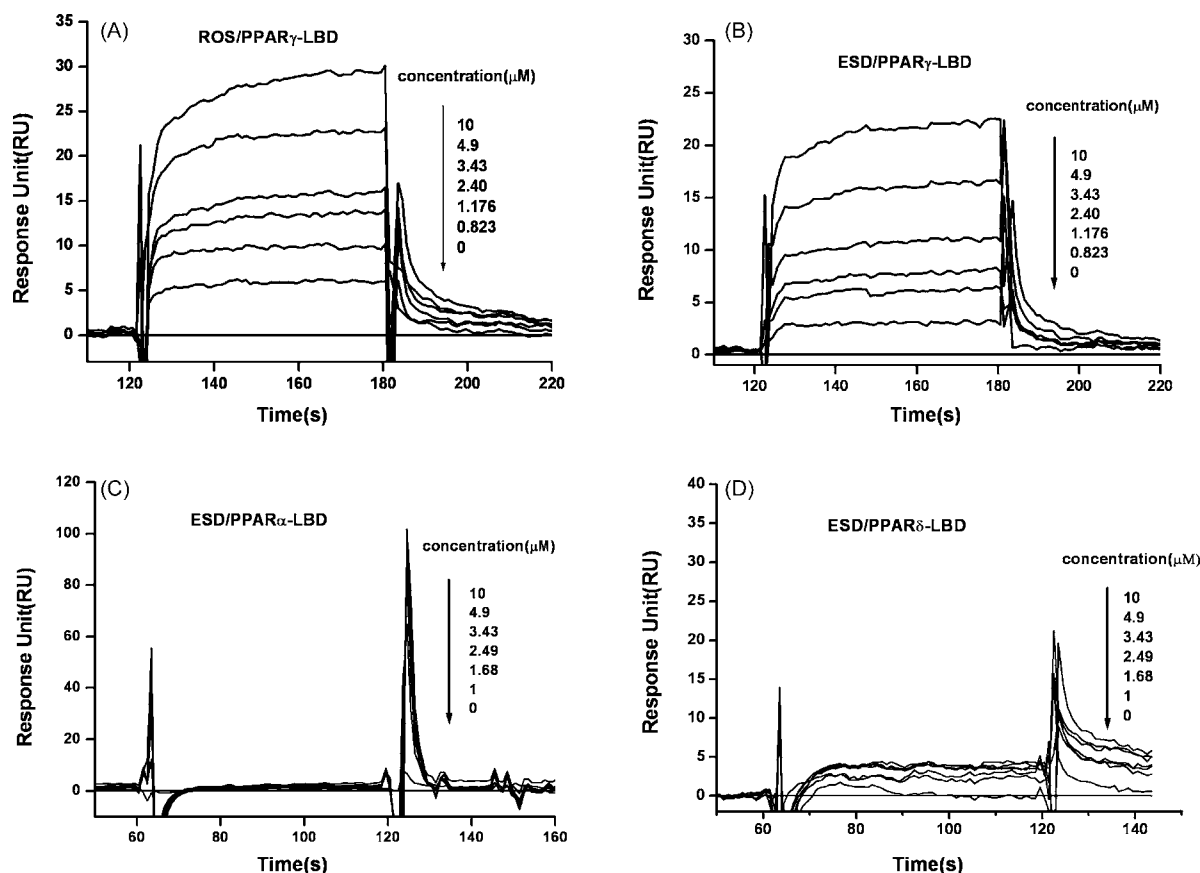 (A)
ROS/PPARγ-LBD
concentration(μM)
10
4.9
3.43
2.40
1.176
0.823
0
Response Unit(RU)
35
30
25
20
15
10
5
0
120 140 160 180 200 220
Time(s)
(B)
ESD/PPARγ-LBD
concentration(μM)
10
4.9
3.43
2.40
1.176
0.823
0
Response Unit(RU)
30
25
20
15
10
5
0
120 140 160 180 200 220
Time(s)
(C)
ESD/PPARα-LBD
concentration(μM)
10
4.9
3.43
2.49
1.68
1
0
Response Unit(RU)
120
100
80
60
40
20
0
60 80 100 120 140 160
Time(s)
(D)
ESD/PPARδ-LBD
concentration(μM)
10
4.9
3.43
2.49
1.68
1
0
Response Unit(RU)
40
35
30
25
20
15
10
5
0
60 80 100 120 140
Time(s)